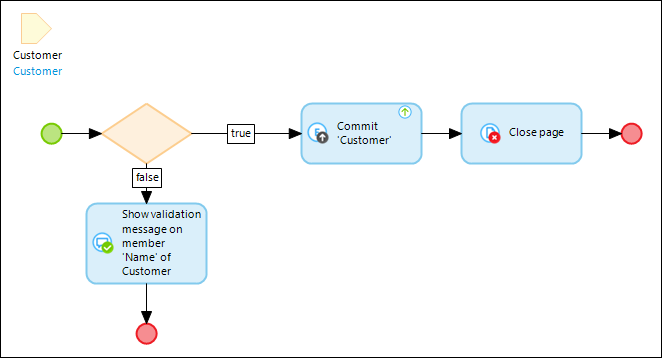 Customer
Customer
true
Commit
'Customer'
Close page
false
Show validation
message on
member
'Name' of
Customer